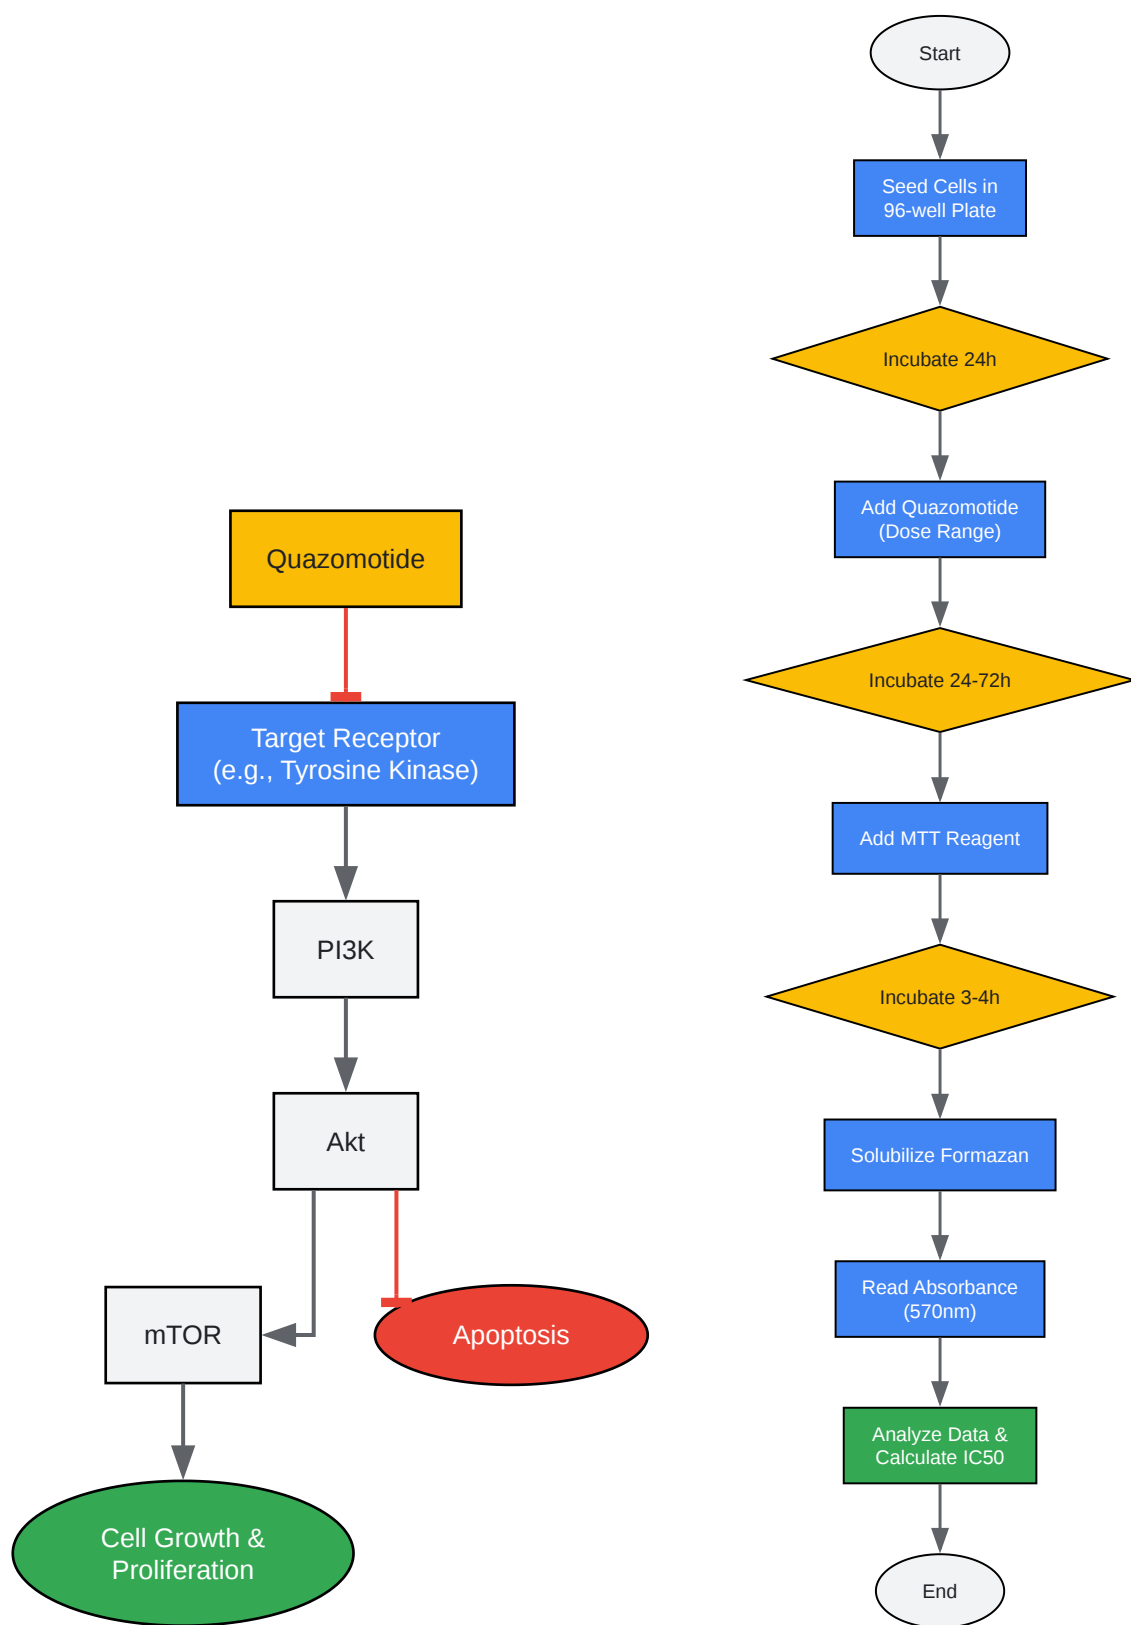 Quazomotide
Target Receptor
(e.g., Tyrosine Kinase)
PI3K
Akt
mTOR
Apoptosis
Cell Growth &
Proliferation
Start
Seed Cells in
96-well Plate
Incubate 24h
Add Quazomotide
(Dose Range)
Incubate 24-72h
Add MTT Reagent
Incubate 3-4h
Solubilize Formazan
Read Absorbance
(570nm)
Analyze Data &
Calculate IC50
End